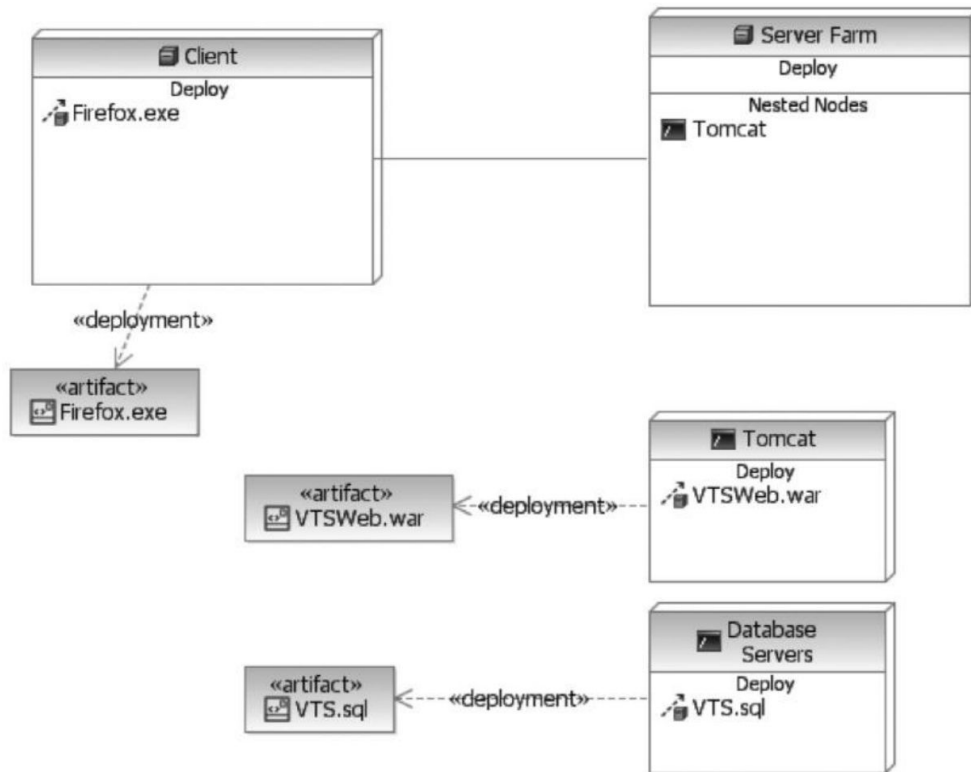 Client
Deploy
Firefox.exe
Server Farm
Deploy
Nested Nodes
Tomcat
«deployment»
«artifact»
Firefox.exe
Tomcat
Deploy
VTSWeb.war
«deployment»
«artifact»
VTSWeb.war
Database
Servers
Deploy
VTS.sql
«deployment»
«artifact»
VTS.sql